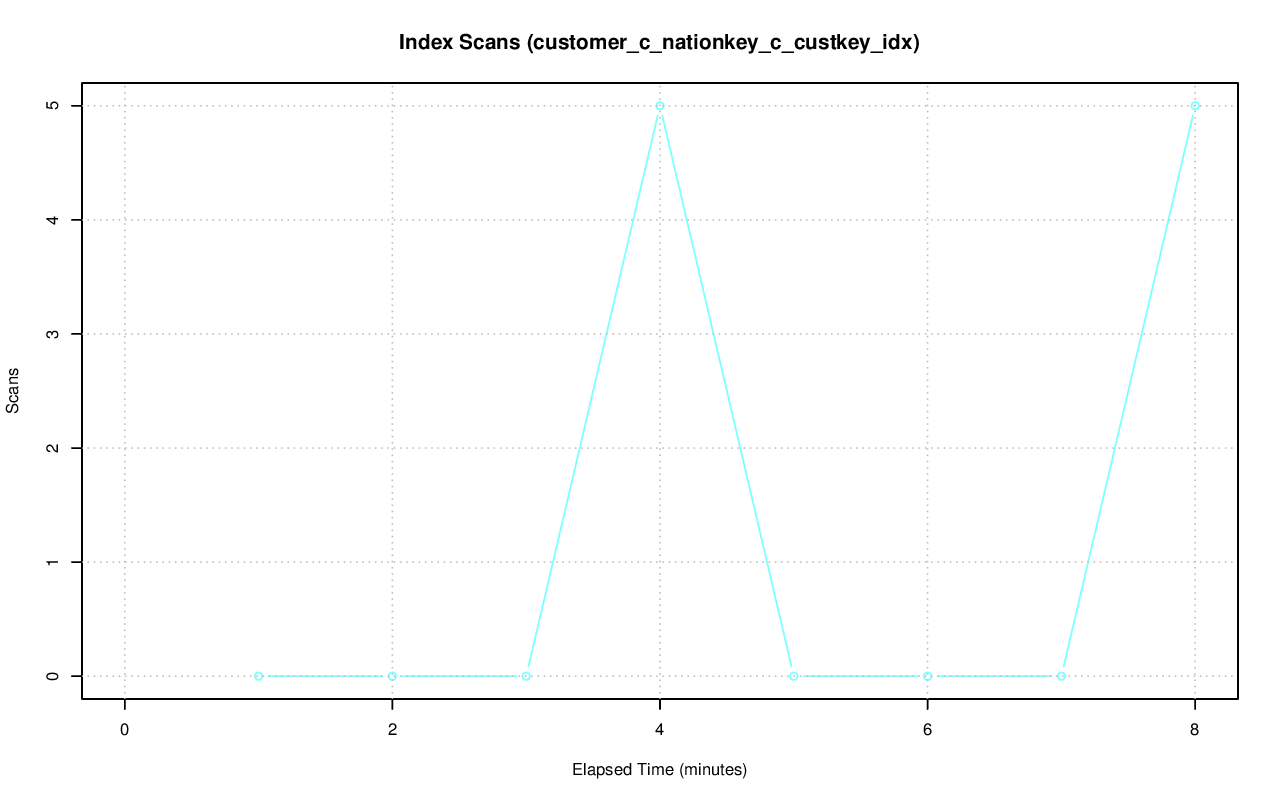 Index Scans (customer_c_nationkey_c_custkey_idx)
5
4
3
2
1
0
Scans
0 2 4 6 8
Elapsed Time (minutes)